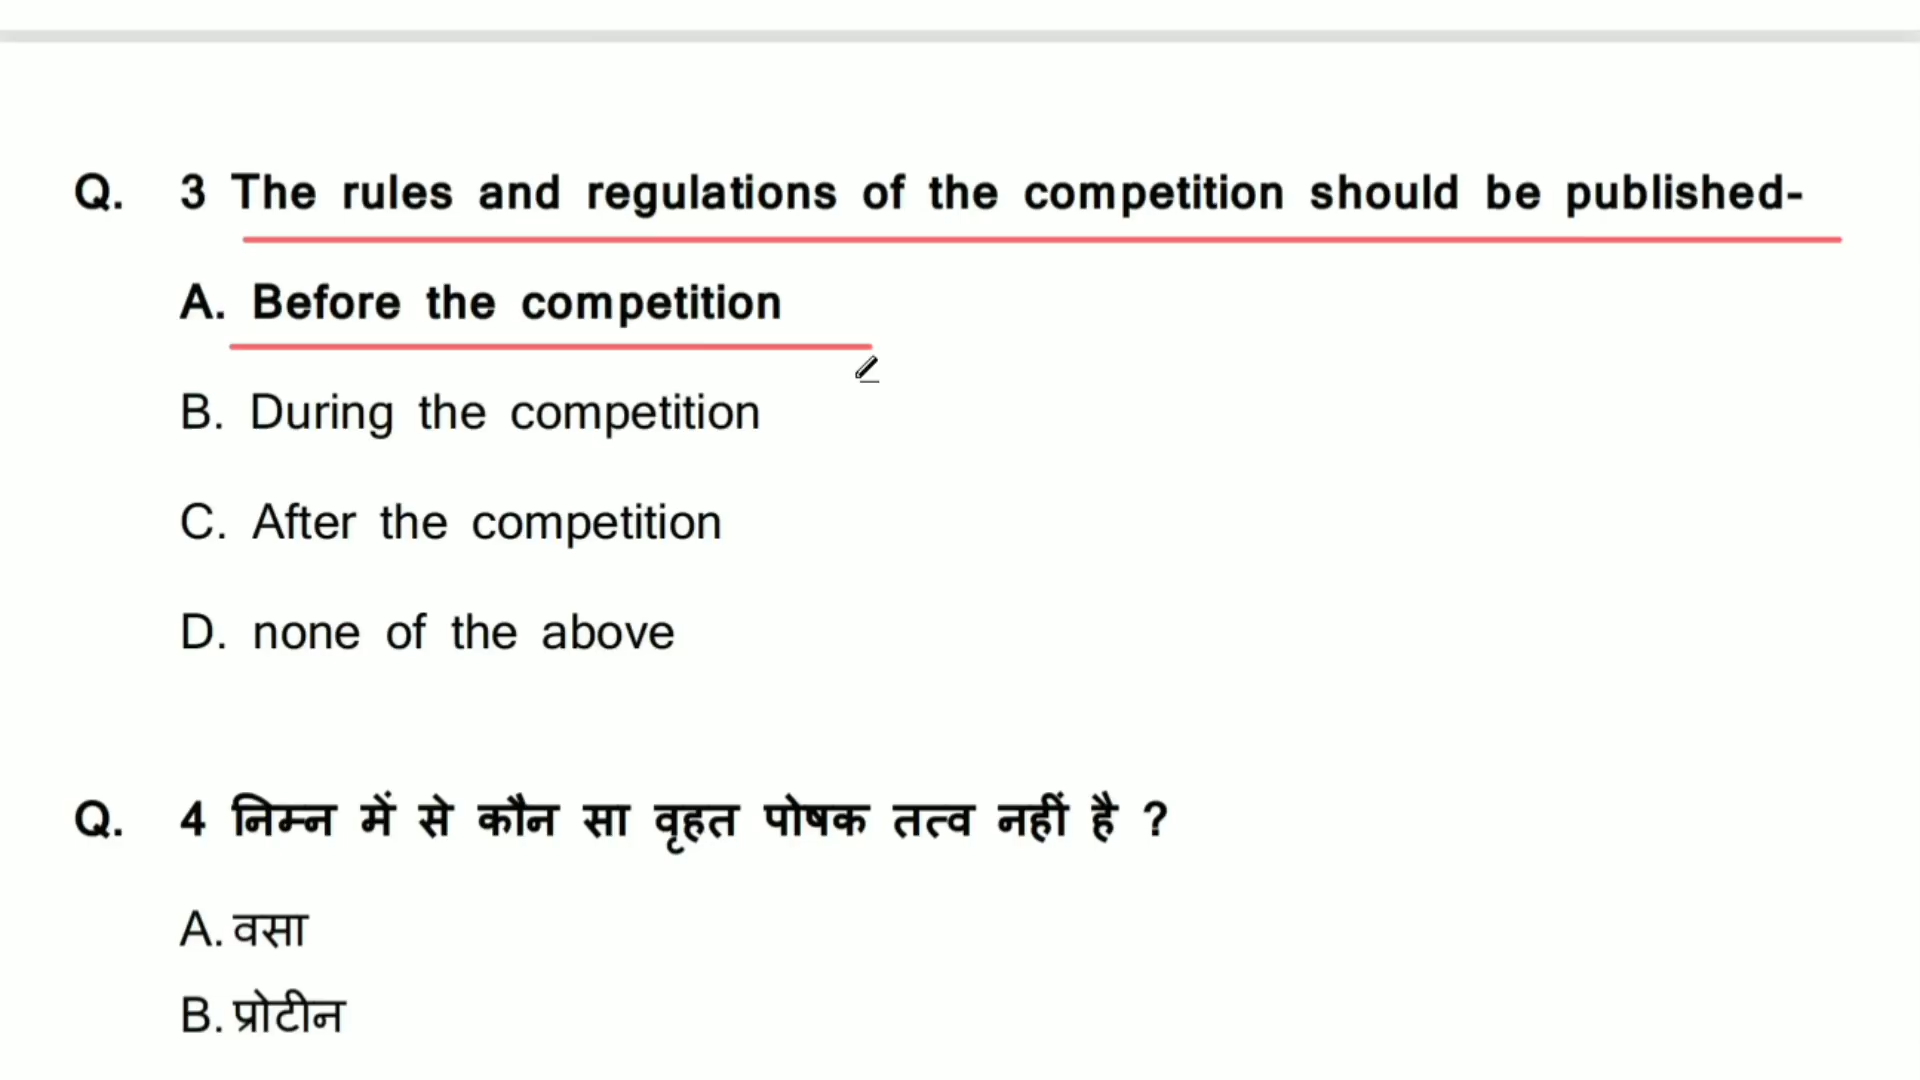 Q. 3 The rules and regulations of the competition should be published-
A. Before the competition
B. During the competition
C. After the competition
D. none of the above
Q. 4 निम्न में से कौन सा वृहत पोषक तत्व नहीं है ?
A. वसा
B. प्रोटीन